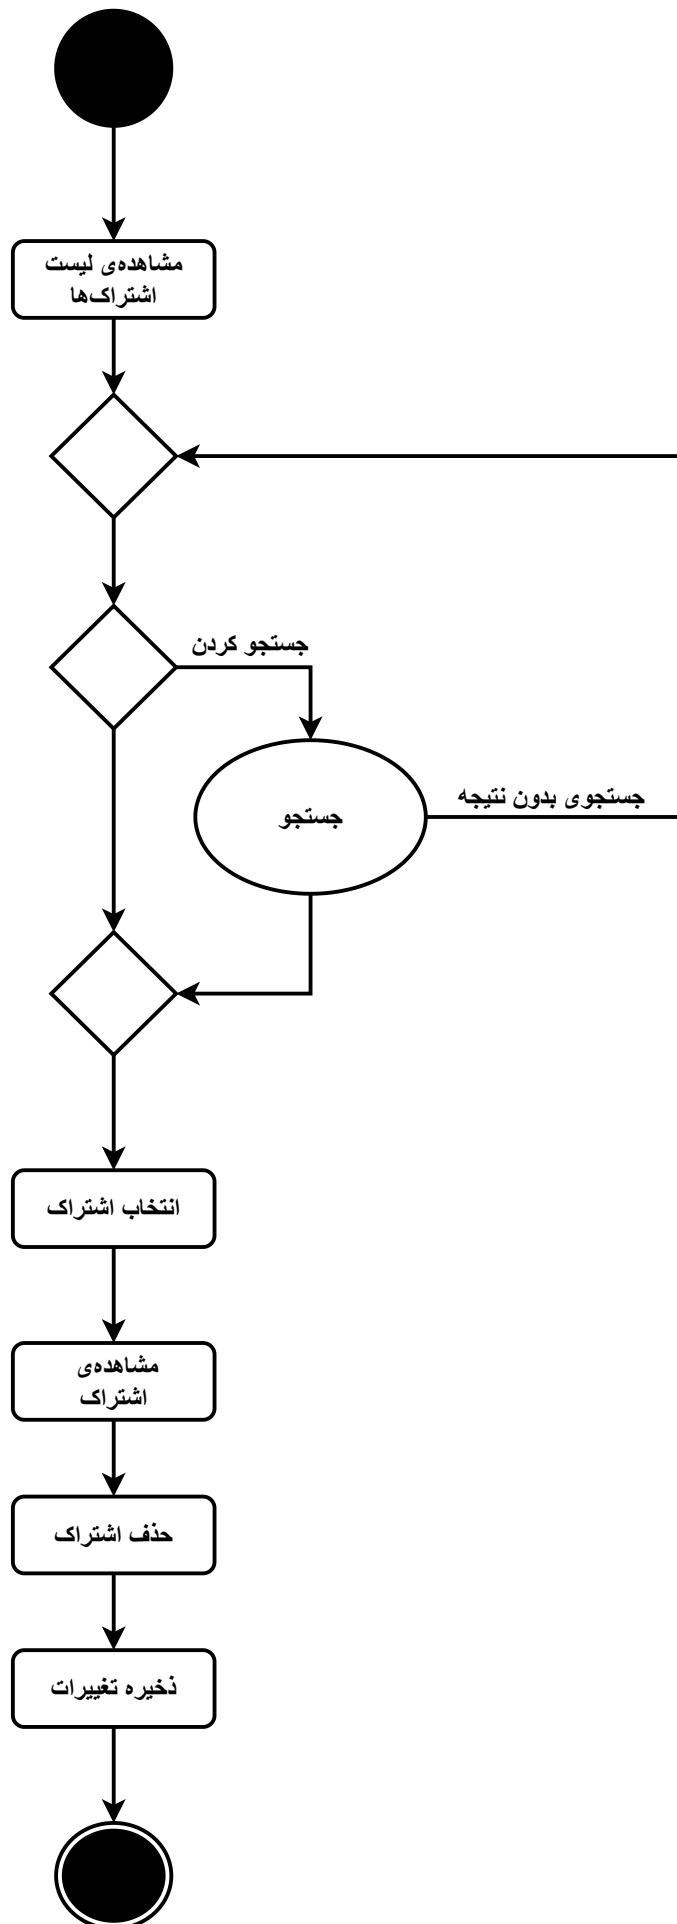 مشاهده‌ی لیست
اشتراک‌ها
جستجو کردن
جستجو
جستجوی بدون نتیجه
انتخاب اشتراک
مشاهده‌ی
اشتراک
حذف اشتراک
ذخیره تغییرات